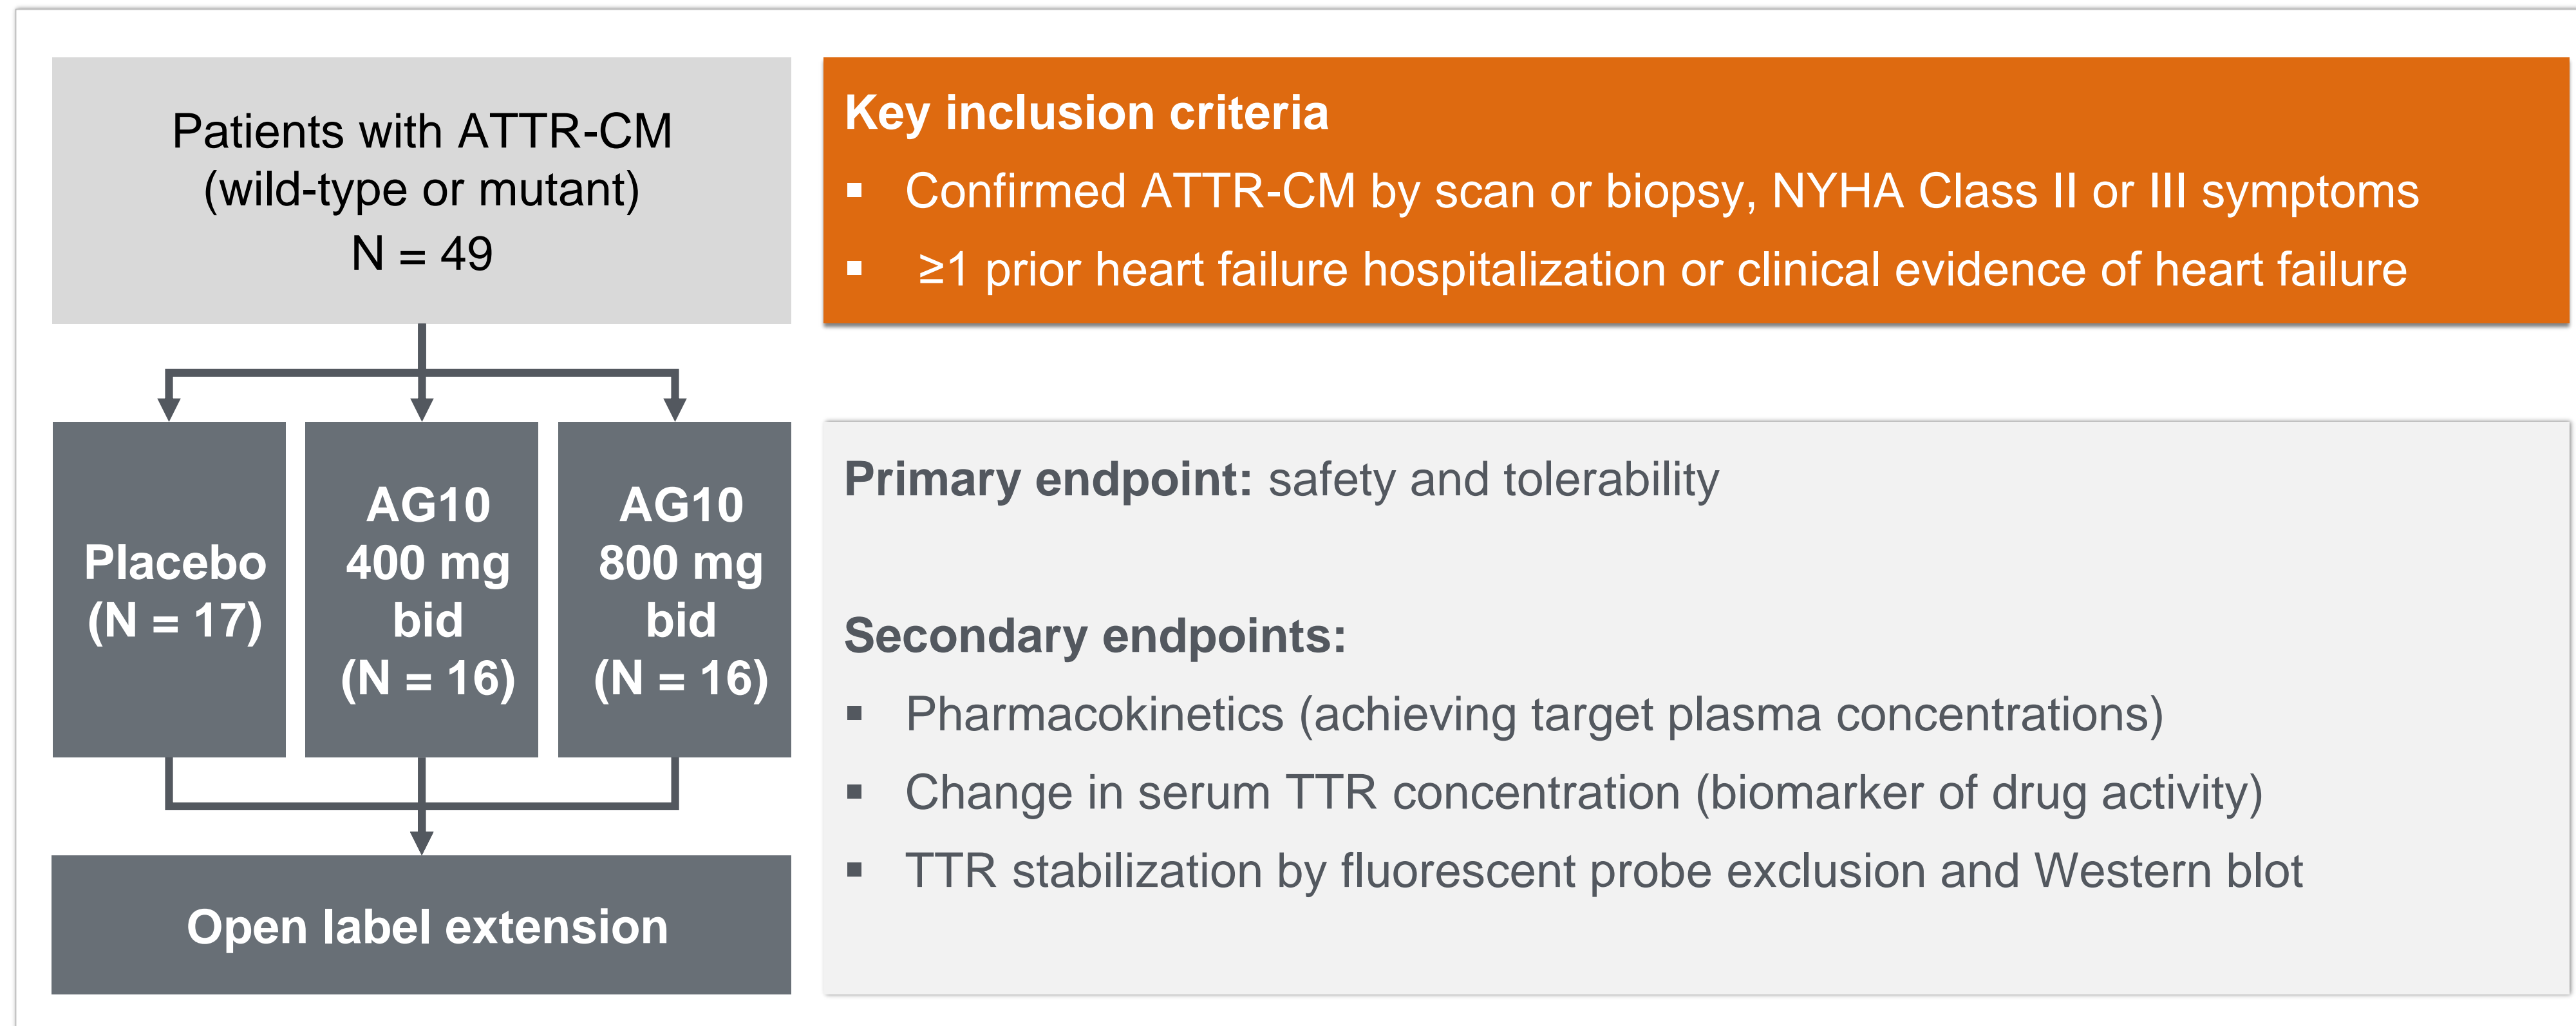 Patients with ATTR-CM
(wild-type or mutant)
N = 49
Key inclusion criteria
▪ Confirmed ATTR-CM by scan or biopsy, NYHA Class II or III symptoms
▪ ≥1 prior heart failure hospitalization or clinical evidence of heart failure
Placebo
(N = 17)
AG10
400 mg
bid
(N = 16)
AG10
800 mg
bid
(N = 16)
Open label extension
Primary endpoint: safety and tolerability
Secondary endpoints:
▪ Pharmacokinetics (achieving target plasma concentrations)
▪ Change in serum TTR concentration (biomarker of drug activity)
▪ TTR stabilization by fluorescent probe exclusion and Western blot